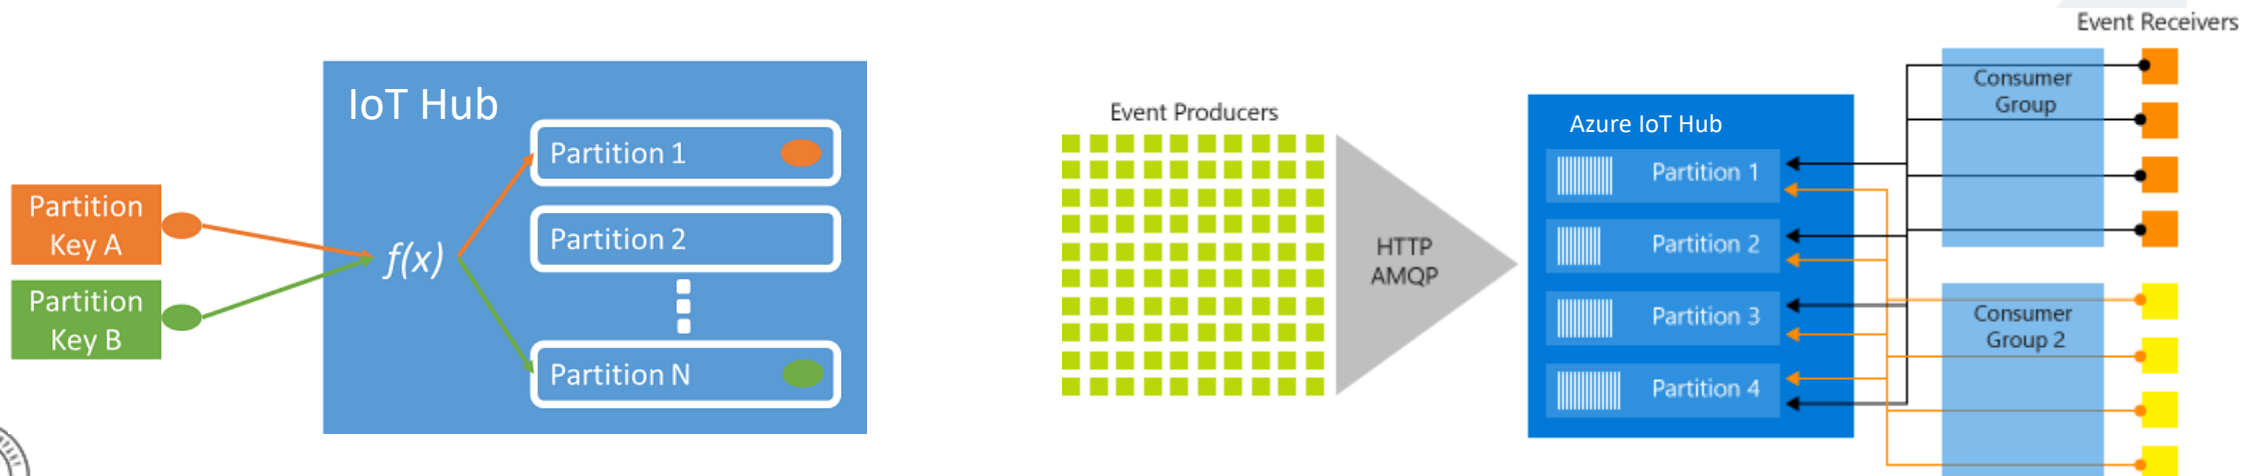 IoT Hub
Partition
Key A
Partition
Key B
f(x)
Partition 1
Partition 2
Partition N
Event Producers
HTTP
AMQP
Azure IoT Hub
Partition 1
Partition 2
Partition 3
Partition 4
Event Receivers
Consumer
Group
Consumer
Group 2